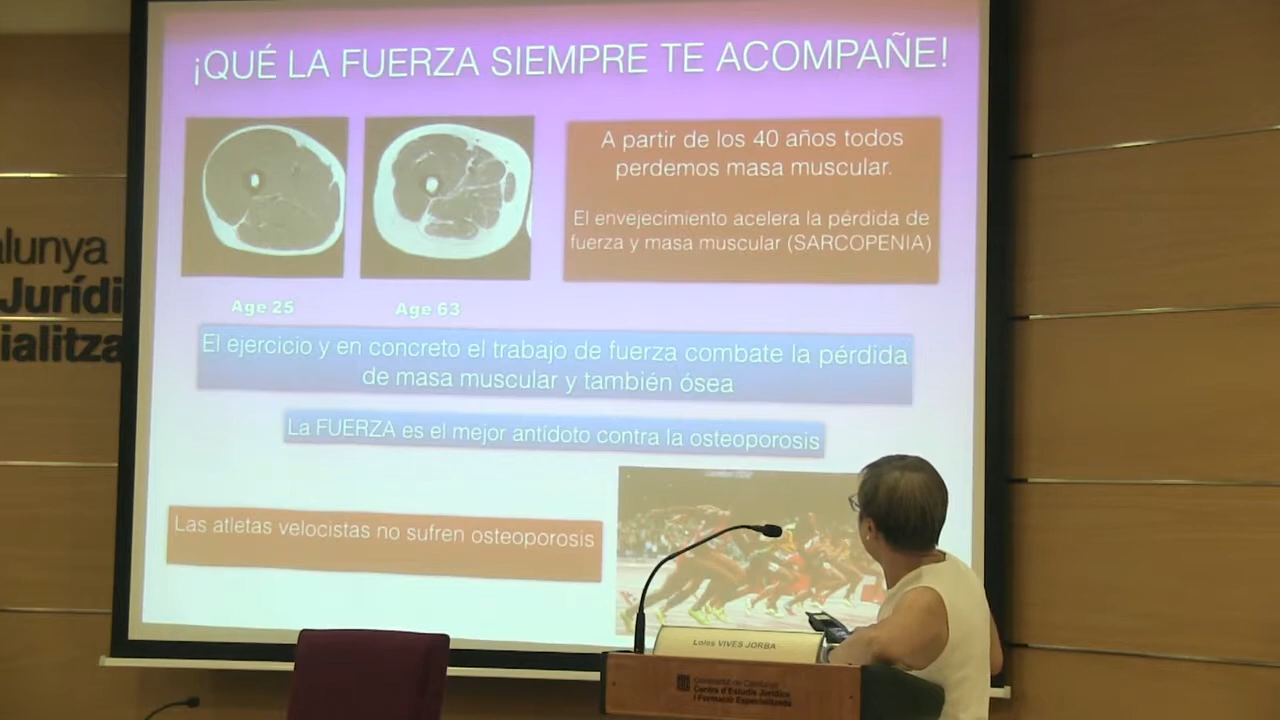 ¡QUÉ LA FUERZA SIEMPRE TE ACOMPAÑE!
A partir de los 40 años todos
perdemos masa muscular.
El envejecimiento acelera la pérdida de
fuerza y masa muscular (SARCOPENIA)
Age 25
Age 63
El ejercicio y en concreto el trabajo de fuerza combate la pérdida
de masa muscular y también ósea
La FUERZA es el mejor antídoto contra la osteoporosis
Las atletas velocistas no sufren osteoporosis
alunya
Jurídi
ialitza
Loles VIVES JORBA
de Catalunya
Centre d'Estudis Jurídics
i Formació Especialitzada